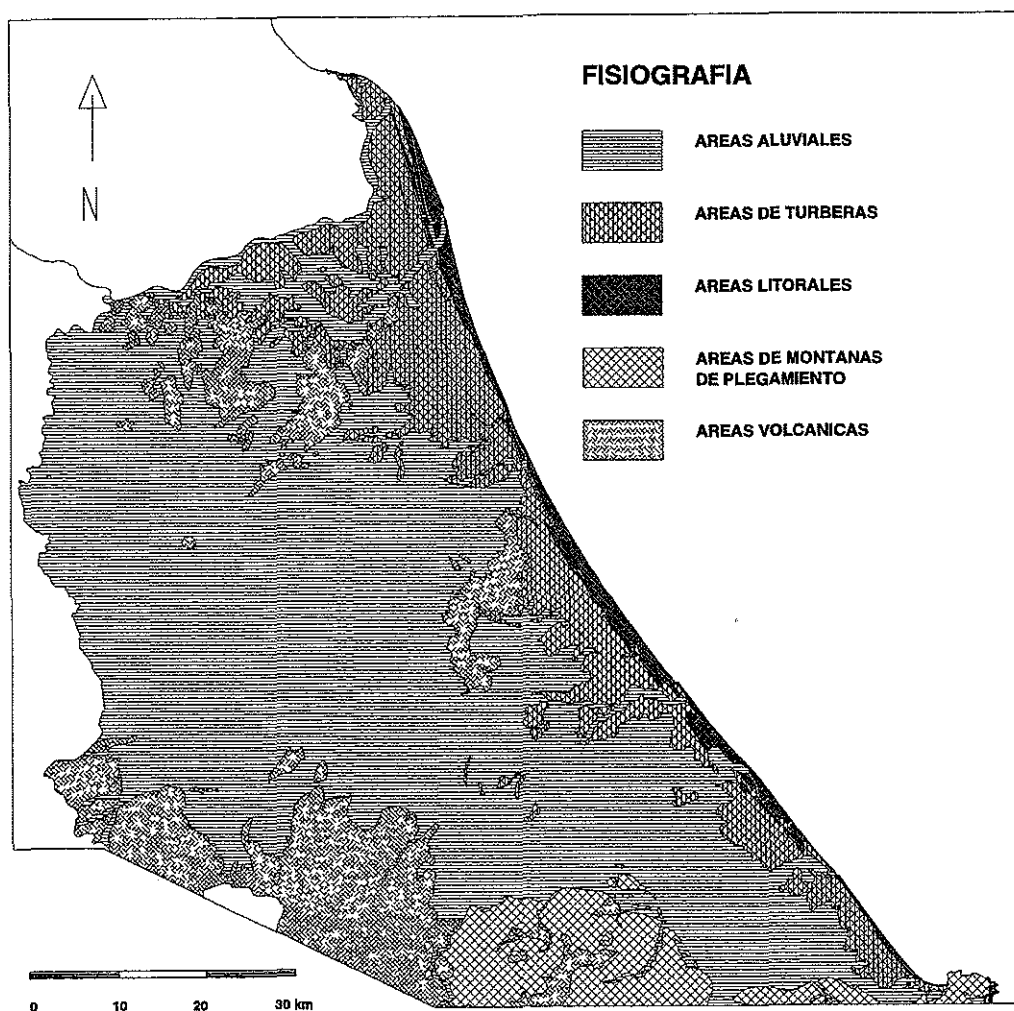 FISIOGRAFIA
N
AREAS ALUVIALES
AREAS DE TURBERAS
AREAS LITORALES
AREAS DE MONTANAS
DE PLEGAMIENTO
AREAS VOLCANICAS
0 10 20 30 km